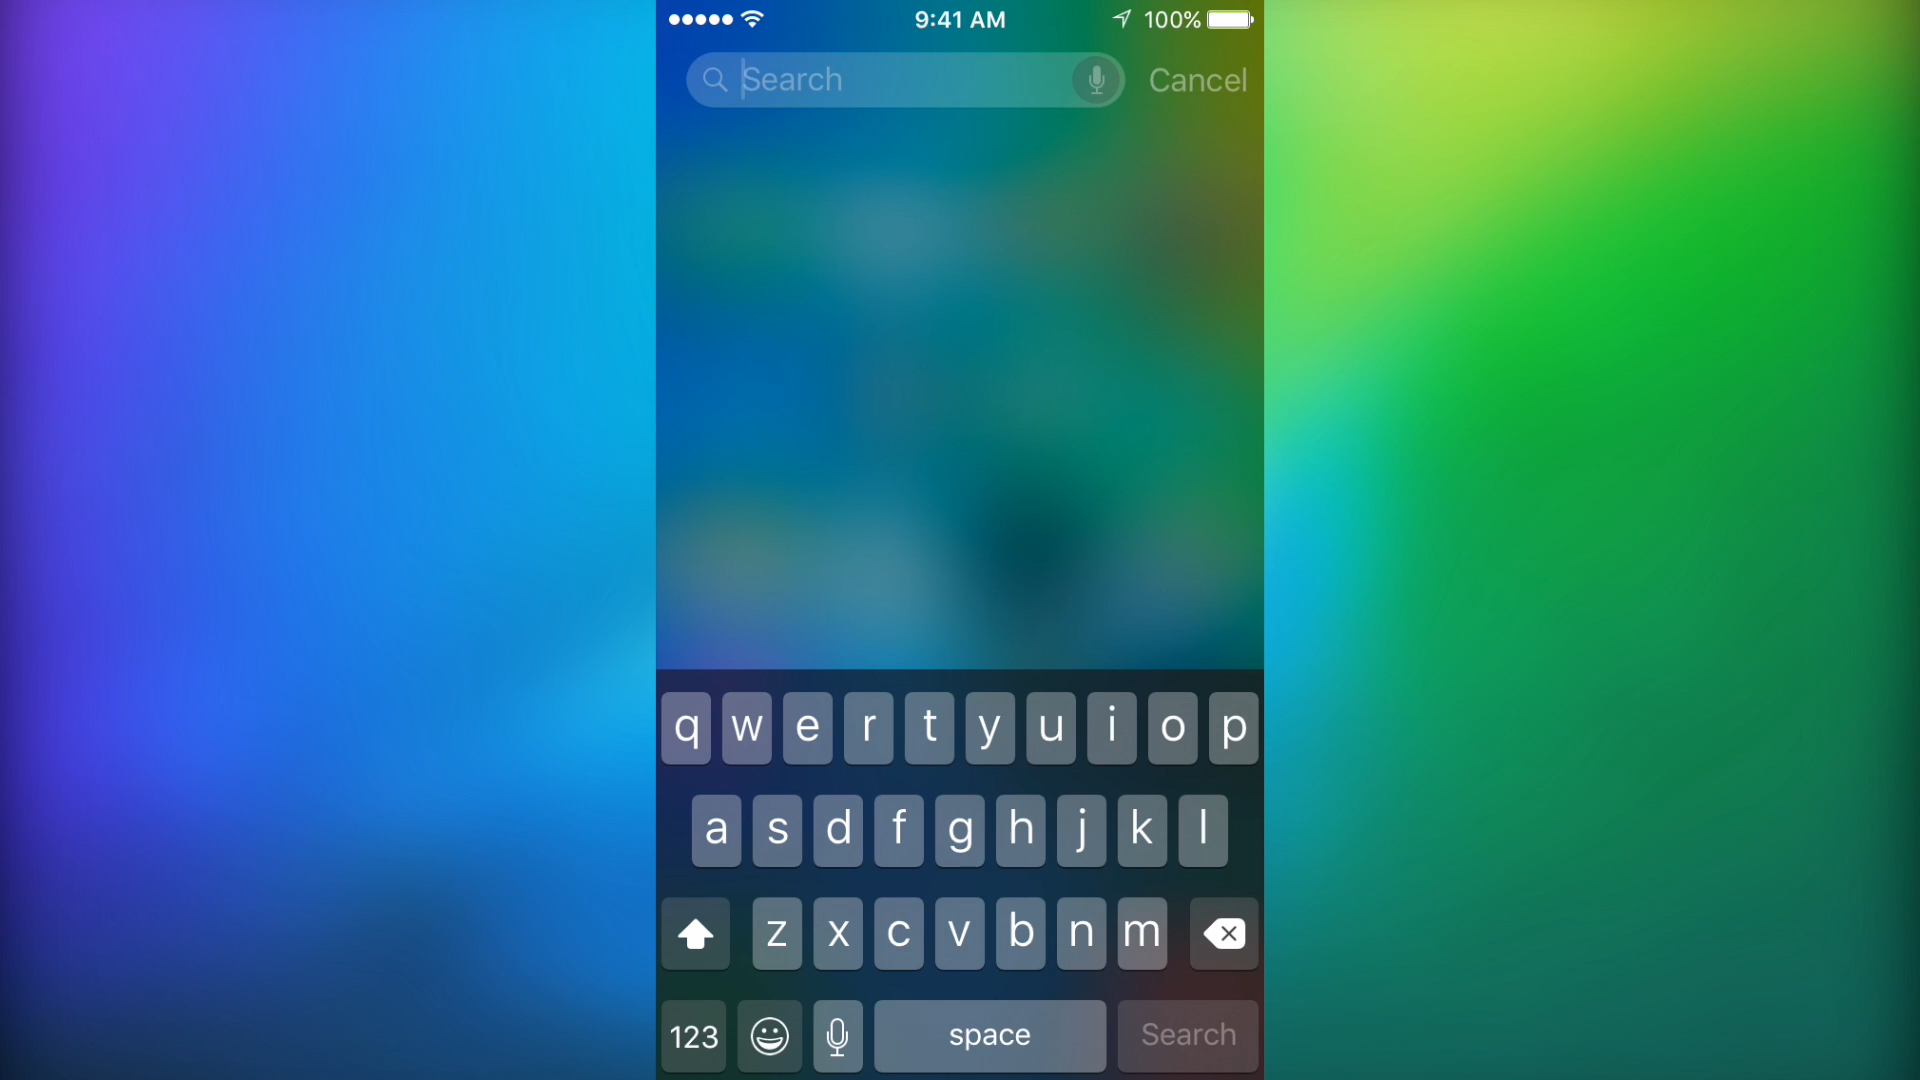 9:41 AM 100%
Search Cancel
q w e r t y u i o p
a s d f g h j k l
z x c v b n m
123 space Search